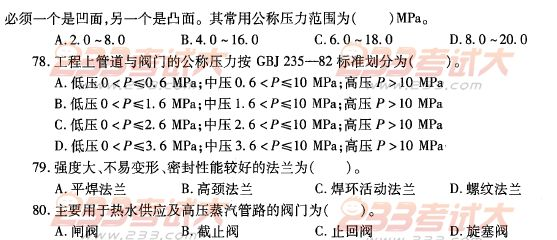 必须一个是凹面,另一个是凸面。其常用公称压力范围为(　　)MPa。
A. 2.0~8.0　B. 4.0~16.0　C. 6.0~18.0　D. 8.0~20.0
78. 工程上管道与阀门的公称压力按 GBJ 235—82 标准划分为(　　)。
A. 低压 0<P≤0.6 MPa;中压 0.6<P≤10 MPa;高压 P>10 MPa
B. 低压 0<P≤1.6 MPa;中压 1.6<P≤10 MPa;高压 P>10 MPa
C. 低压 0<P≤2.6 MPa;中压 2.6<P≤10 MPa;高压 P>10 MPa
D. 低压 0<P≤3.6 MPa;中压 3.6<P≤10 MPa;高压 P>10 MPa
79. 强度大、不易变形、密封性能较好的法兰为(　　)。
A. 平焊法兰　B. 高颈法兰　C. 焊环活动法兰　D. 螺纹法兰
80. 主要用于热水供应及高压蒸汽管路的阀门为(　　)。
A. 闸阀　B. 截止阀　C. 止回阀　D. 旋塞阀
233考试大